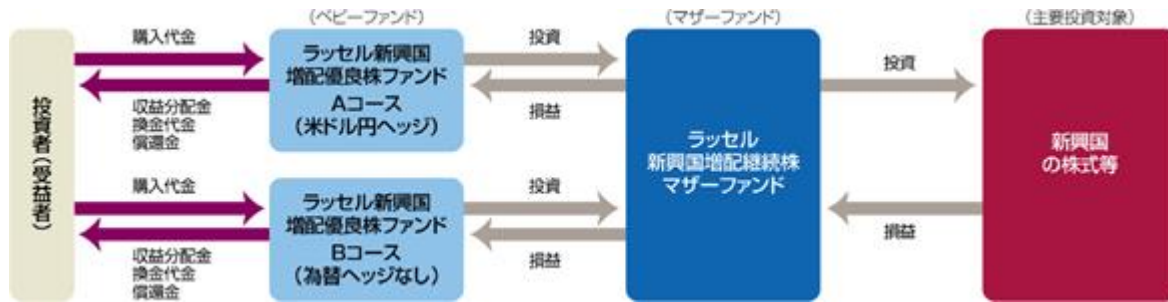 (ベビーファンド)
(マザーファンド)
(主要投資対象)
投資者(受益者)
購入代金
収益分配金
換金代金
償還金
ラッセル新興国
増配優良株ファンド
Aコース
(米ドル円ヘッジ)
投資
損益
購入代金
収益分配金
換金代金
償還金
ラッセル新興国
増配優良株ファンド
Bコース
(為替ヘッジなし)
投資
損益
ラッセル
新興国増配継続株
マザーファンド
投資
損益
新興国
の株式等